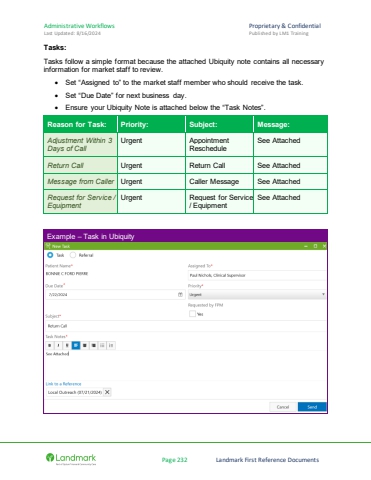 Administrative Workflows Proprietary & Confidential
Last Updated: 8/16/2024 Published by LMK Training
Tasks:
Tasks follow a simple format because the attached Ubiquity note contains all necessary
information for market staff to review.
• Set “Assigned to” to the market staff member who should receive the task.
• Set “Due Date” for next business day.
• Ensure your Ubiquity Note is attached below the “Task Notes”.
Reason for Task: Priority: Subject: Message:
Adjustment Within 3 Urgent Appointment See Attached
Days of Call Reschedule
Return Call Urgent Return Call See Attached
Message from Caller Urgent Caller Message See Attached
Request for Service / Urgent Request for Service See Attached
Equipment / Equipment
Example – Task in Ubiquity
New Task
Task Referral
Patient Name* Assigned To*
BONNIE C FORD PIERRE Paul Nichols, Clinical Supervisor
Due Date* Priority*
7/22/2024 Urgent
Requested by FPM
Yes
Subject*
Return Call
Task Notes*
See Attached
Link to a Reference
Local Outreach (07/21/2024)
Cancel Send
Landmark
Page 232 Landmark First Reference Documents